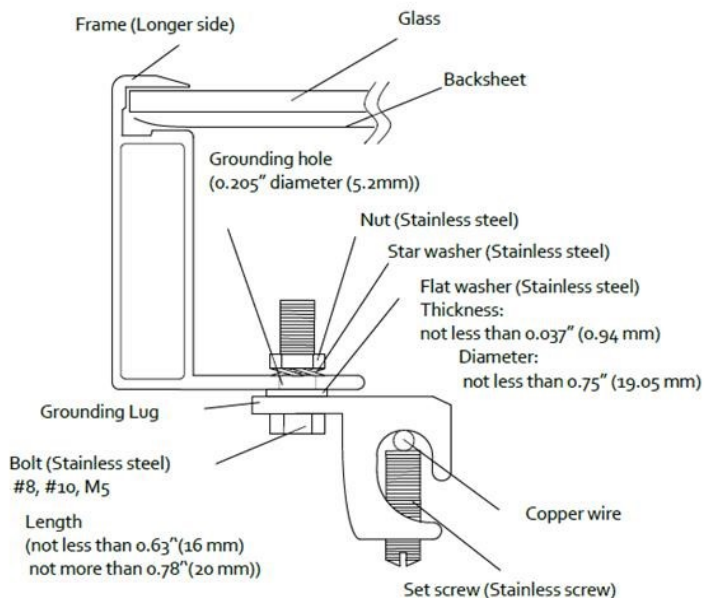 Frame (Longer side)
Glass
Backsheet
Grounding hole
(0.205" diameter (5.2mm))
Nut (Stainless steel)
Star washer (Stainless steel)
Flat washer (Stainless steel)
Thickness:
not less than 0.037" (0.94 mm)
Diameter:
not less than 0.75" (19.05 mm)
Grounding Lug
Bolt (Stainless steel)
#8, #10, M5
Length
(not less than 0.63"(16 mm)
not more than 0.78"(20 mm))
Copper wire
Set screw (Stainless screw)